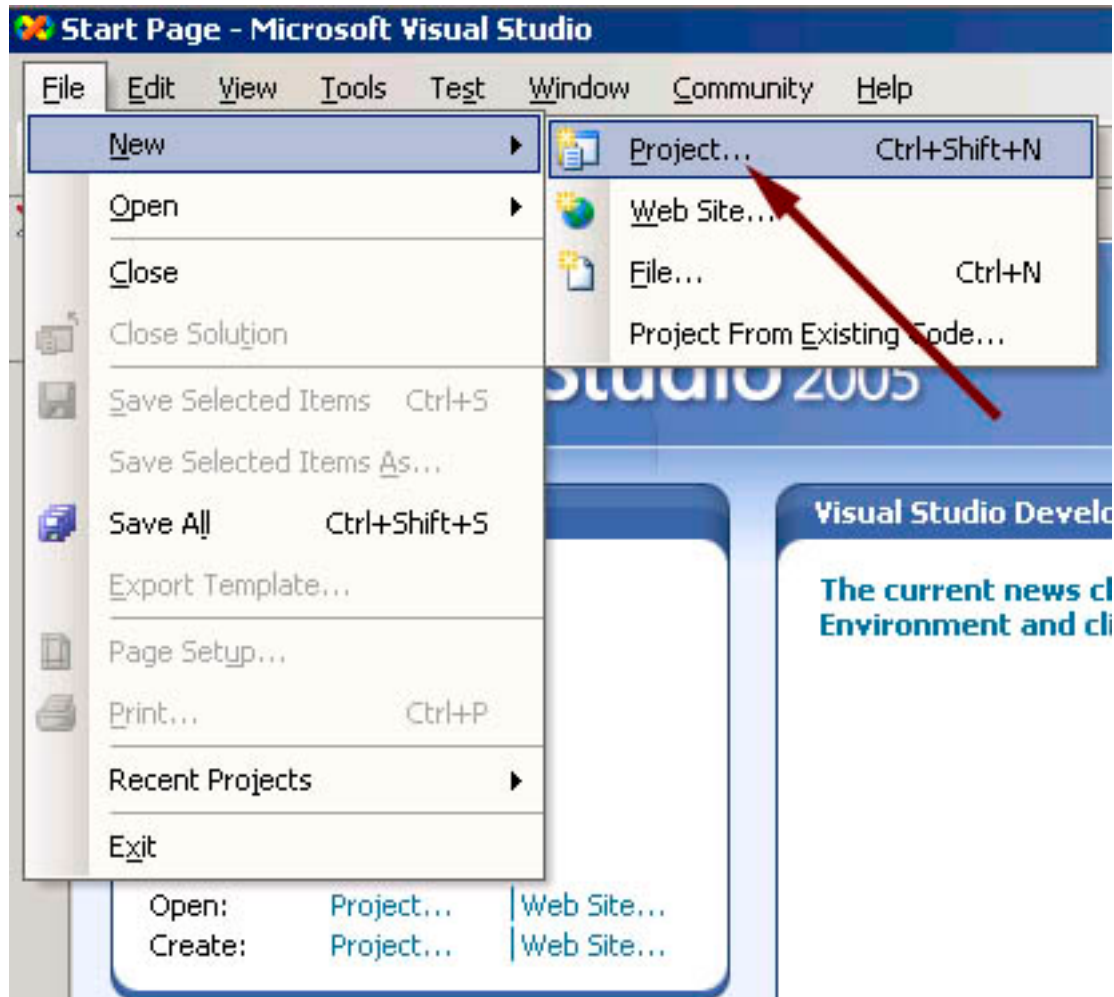 Start Page - Microsoft Visual Studio
File Edit View Tools Test Window Community Help
New
Project... Ctrl+Shift+N
Open
Web Site...
Close
File... Ctrl+N
Close Solution
Project From Existing Code...
Save Selected Items Ctrl+S
Studio 2005
Save Selected Items As...
Save All Ctrl+Shift+S
Visual Studio Develo
Export Template...
The current news c
Environment and cli
Page Setup...
Print... Ctrl+P
Recent Projects
Exit
Open: Project... Web Site...
Create: Project... Web Site...